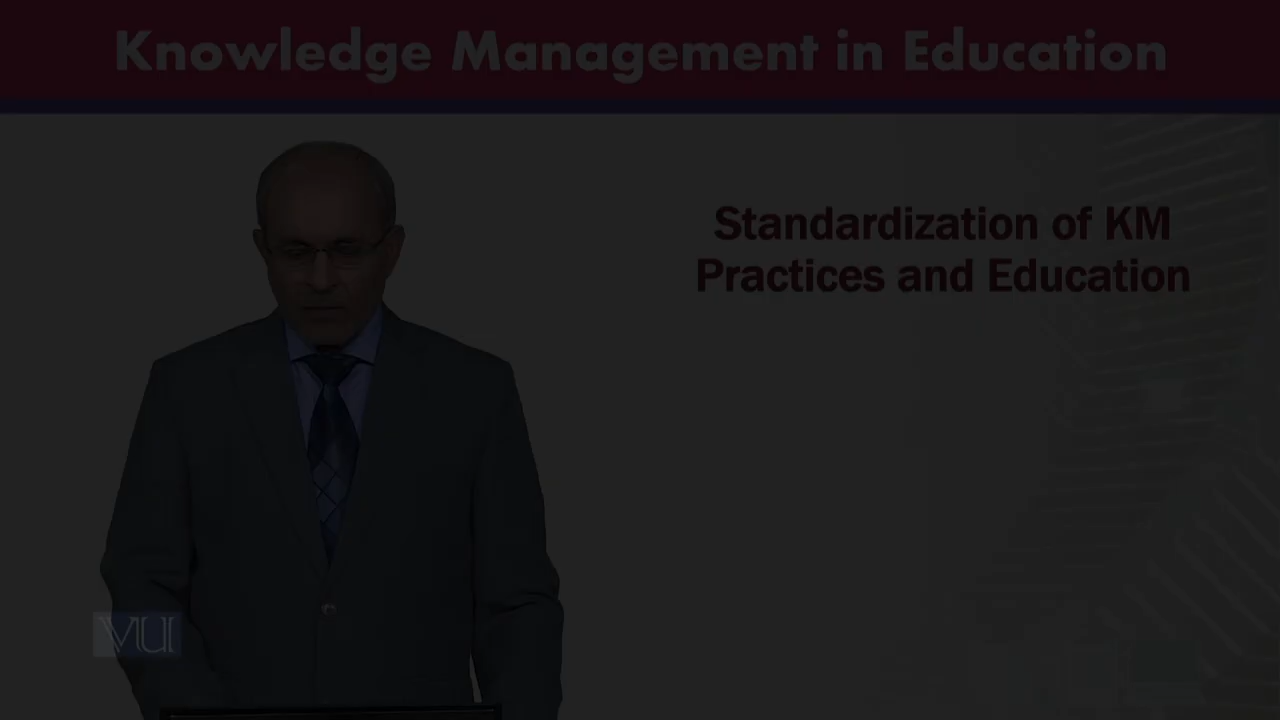 Knowledge Management in Education
Standardization of KM
Practices and Education
VU